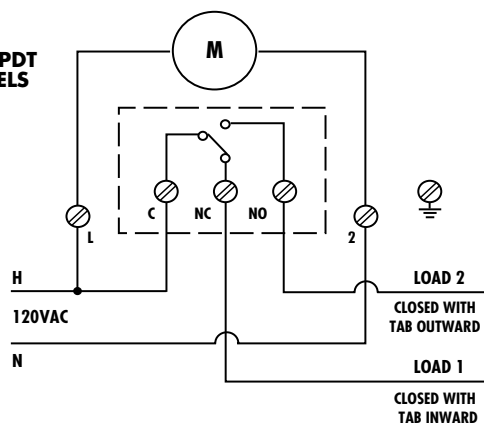 PDT
ELS
M
C NC NO
L
2
H
120VAC
N
LOAD 2
CLOSED WITH
TAB OUTWARD
LOAD 1
CLOSED WITH
TAB INWARD